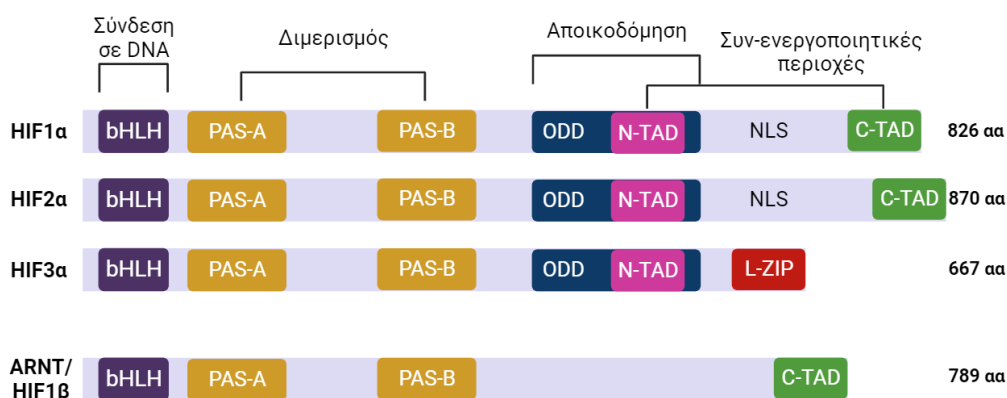 Σύνδεση
σε DNA
Διμερισμός
Αποικοδόμηση
Συν-ενεργοποιητικές
περιοχές
HIF1α bHLH PAS-A PAS-B ODD N-TAD NLS C-TAD 826 αα
HIF2α bHLH PAS-A PAS-B ODD N-TAD NLS C-TAD 870 αα
HIF3α bHLH PAS-A PAS-B ODD N-TAD L-ZIP 667 αα
ARNT/
HIF1β bHLH PAS-A PAS-B C-TAD 789 αα